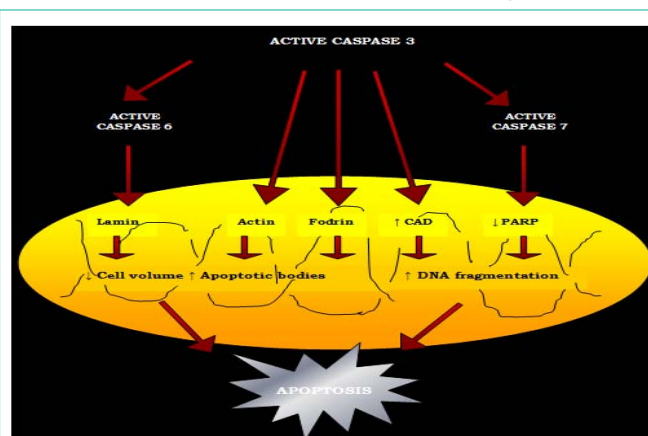 ACTIVE CASPASE 3
ACTIVE
CASPASE 6
ACTIVE
CASPASE 7
Lamin
Actin
Fodrin
↑ CAD
↓ PARP
↓ Cell volume ↑ Apoptotic bodies
↑ DNA fragmentation
APOPTOSIS